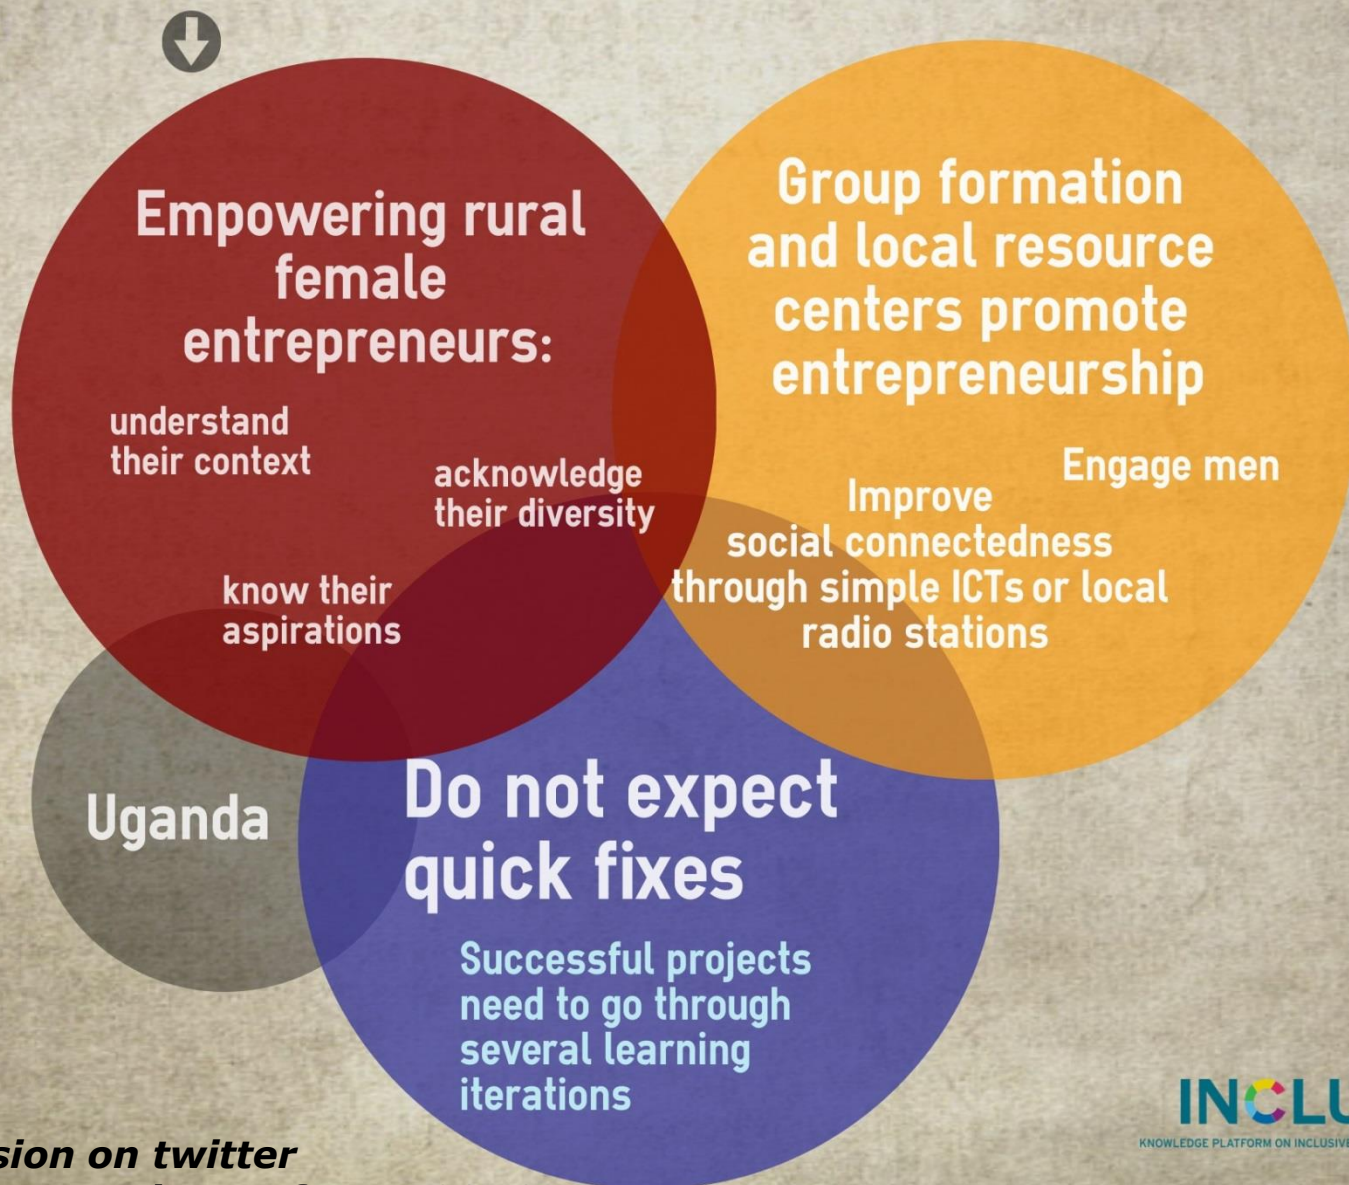 Empowering rural
female
entrepreneurs:
understand
their context
acknowledge
their diversity
know their
aspirations
Group formation
and local resource
centers promote
entrepreneurship
Engage men
Improve
social connectedness
through simple ICTs or local
radio stations
Uganda
Do not expect
quick fixes
Successful projects
need to go through
several learning
iterations
INCLU
KNOWLEDGE PLATFORM ON INCLUSIVE
sion on twitter